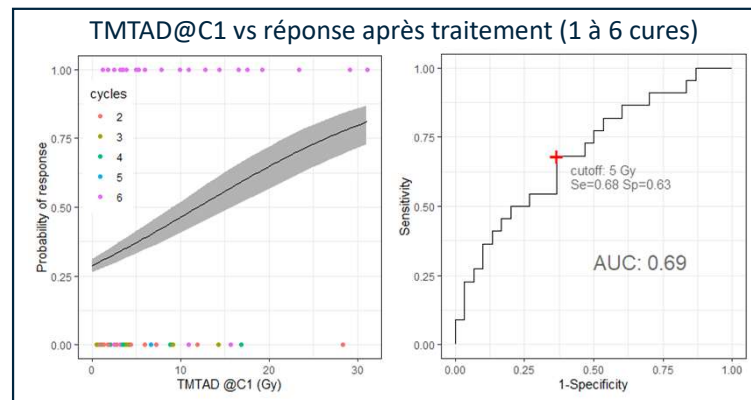 TMTAD@C1 vs réponse après traitement (1 à 6 cures)
Probability of response
1.00
0.75
0.50
0.25
0.00
cycles
2
3
4
5
6
0
10
20
30
TMTAD @C1 (Gy)
Sensitivity
1.00
0.75
0.50
0.25
0.00
cutoff: 5 Gy
Se=0.68 Sp=0.63
AUC: 0.69
0.00
0.25
0.50
0.75
1.00
1-Specificity